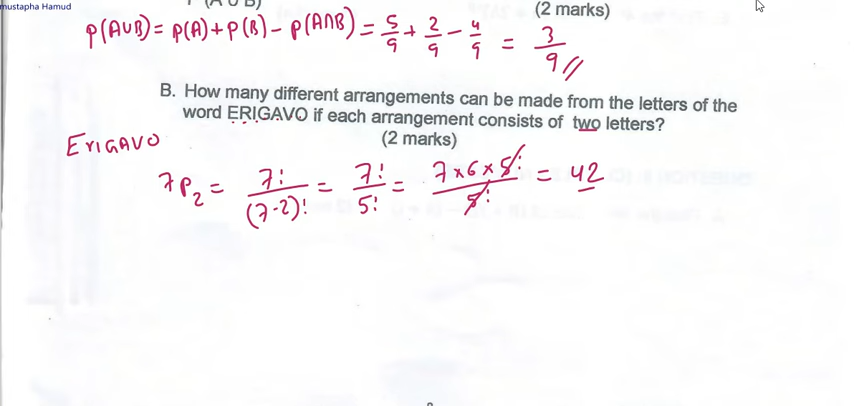 mustapha Hamud
(A ∪ B)
(2 marks)
P(AUB) = P(A) + P(B) - P(A∩B) = 5/9 + 2/9 - 4/9 = 3/9 //
B. How many different arrangements can be made from the letters of the
word ERIGAVO if each arrangement consists of two letters?
(2 marks)
ErIGAVO
7P₂ = 7!/(7-2)! = 7!/5! = 7×6×5!/5! = 42